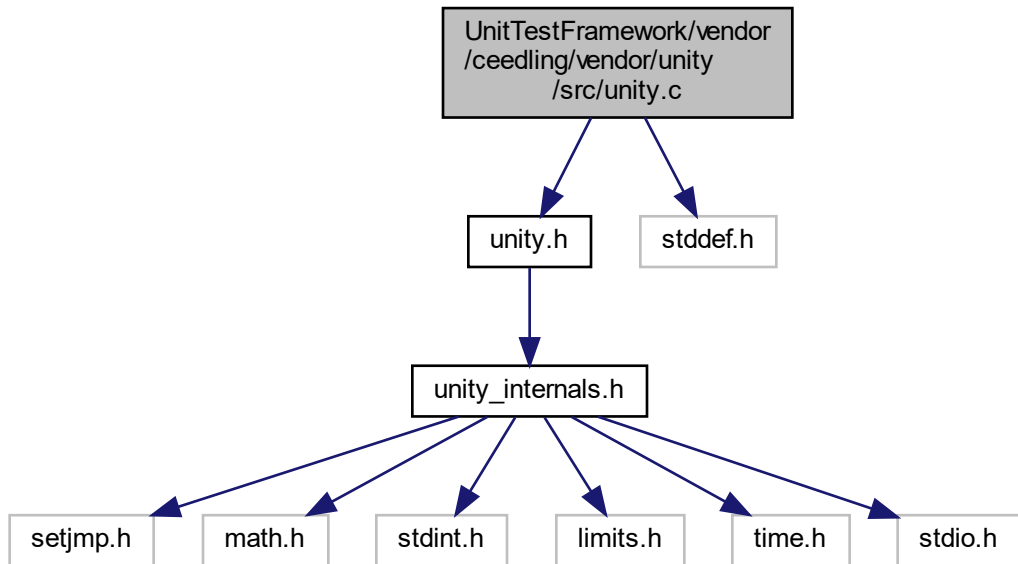 UnitTestFramework/vendor
/ceedling/vendor/unity
/src/unity.c
unity.h
stddef.h
unity_internals.h
setjmp.h
math.h
stdint.h
limits.h
time.h
stdio.h